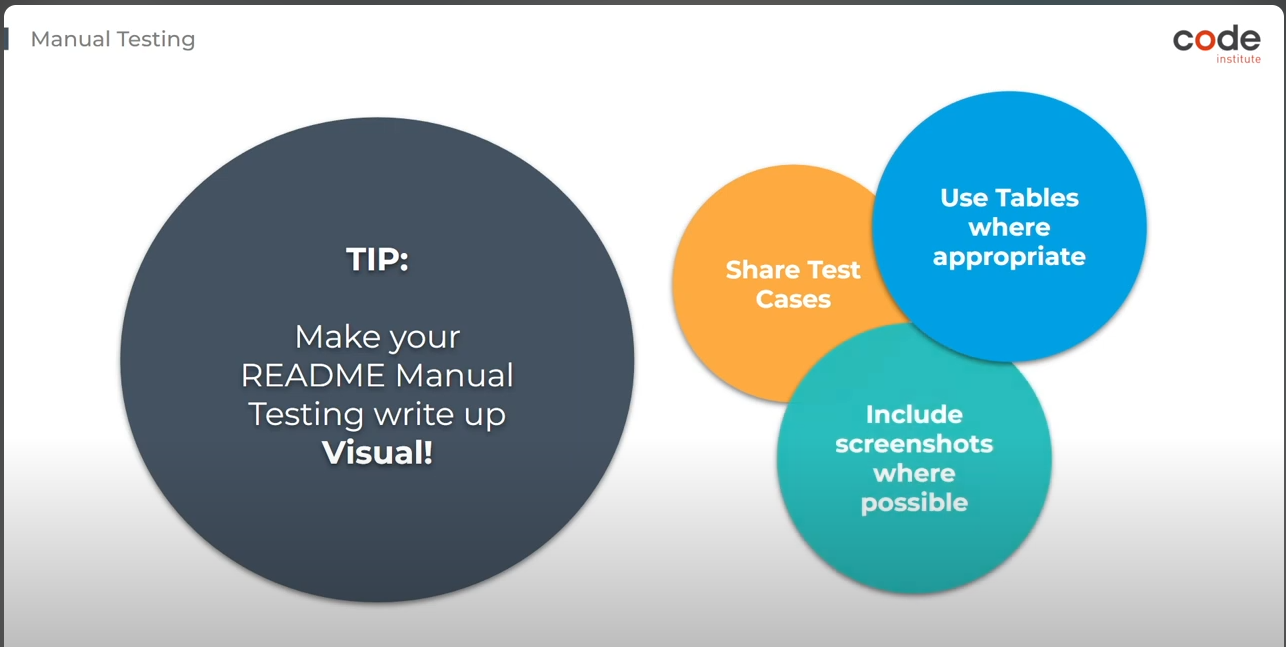 Manual Testing
code
institute
TIP:
Make your
README Manual
Testing write up
Visual!
Share Test
Cases
Use Tables
where
appropriate
Include
screenshots
where
possible